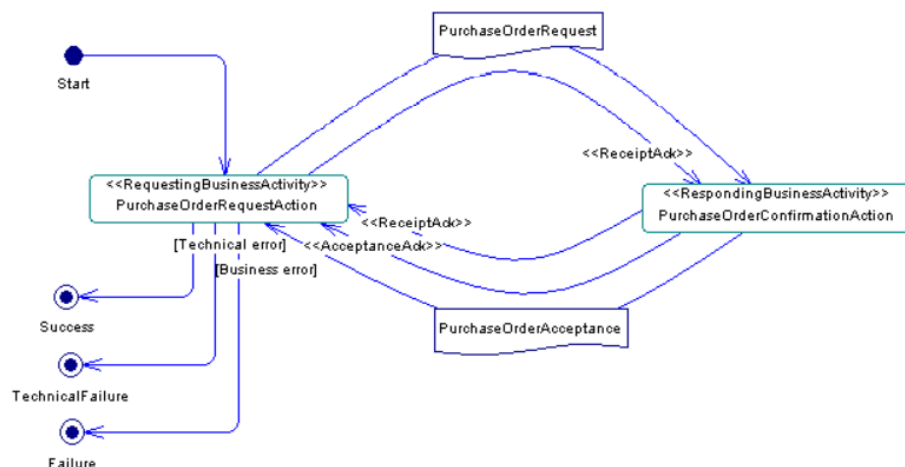 PurchaseOrderRequest
Start
<<ReceiptAck>>
<<RequestingBusinessActivity>>
PurchaseOrderRequestAction
<<RespondingBusinessActivity>>
PurchaseOrderConfirmationAction
<<ReceiptAck>>
[Technical error]
<<AcceptanceAck>>
[Business error]
Success
PurchaseOrderAcceptance
TechnicalFailure
Failure